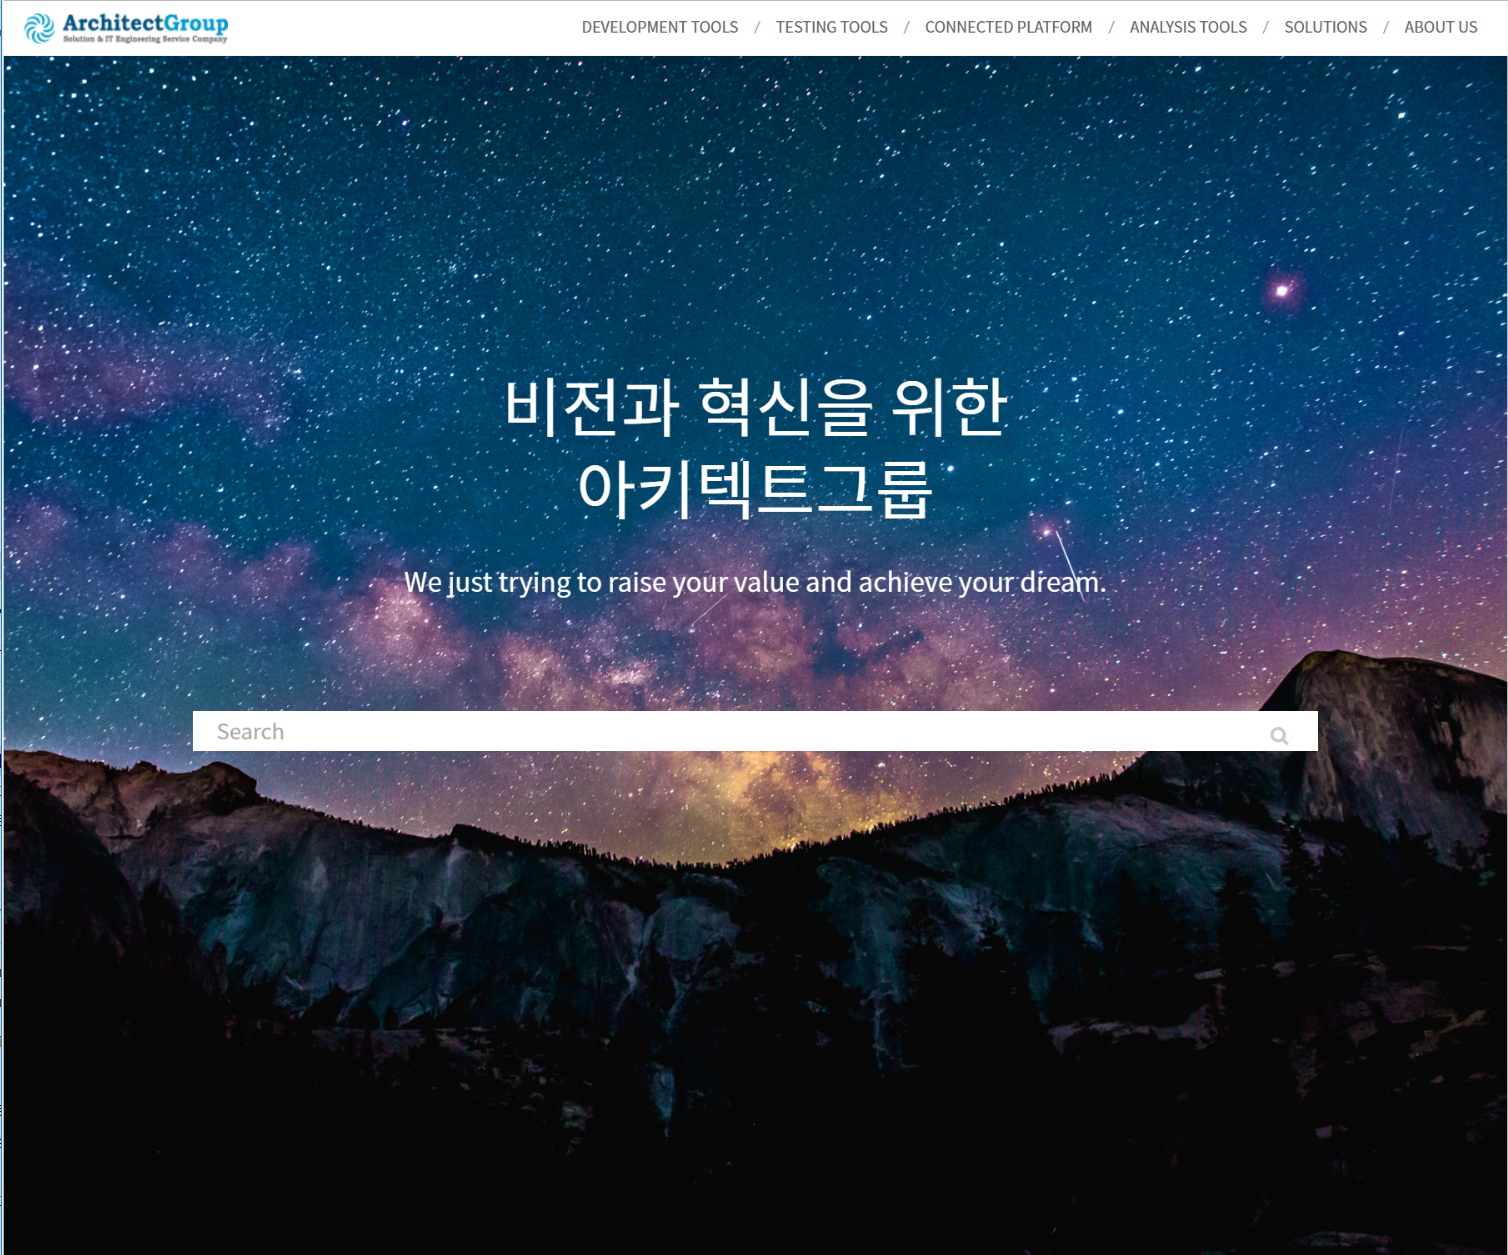 ArchitectGroup
Solution & IT Engineering Service Company
DEVELOPMENT TOOLS / TESTING TOOLS / CONNECTED PLATFORM / ANALYSIS TOOLS / SOLUTIONS / ABOUT US
비전과 혁신을 위한
아키텍트그룹
We just trying to raise your value and achieve your dream.
Search